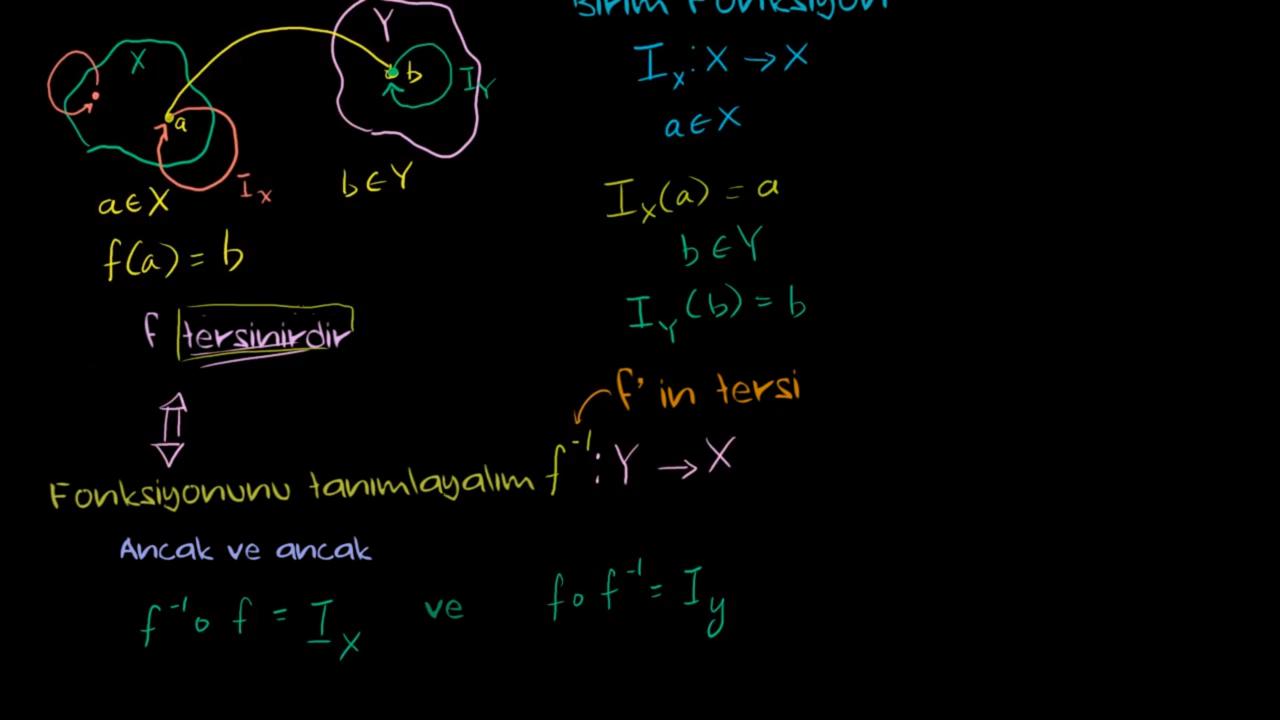 X
a
I_X
a ∈ X
Y
b
I_Y
b ∈ Y
f(a) = b
f tersinirdir
Birim Fonksiyon
I_X : X → X
a ∈ X
I_X(a) = a
b ∈ Y
I_Y(b) = b
f' in tersi
Fonksiyonunu tanımlayalım f⁻¹ : Y → X
Ancak ve ancak
f⁻¹ o f = I_X ve f o f⁻¹ = I_y